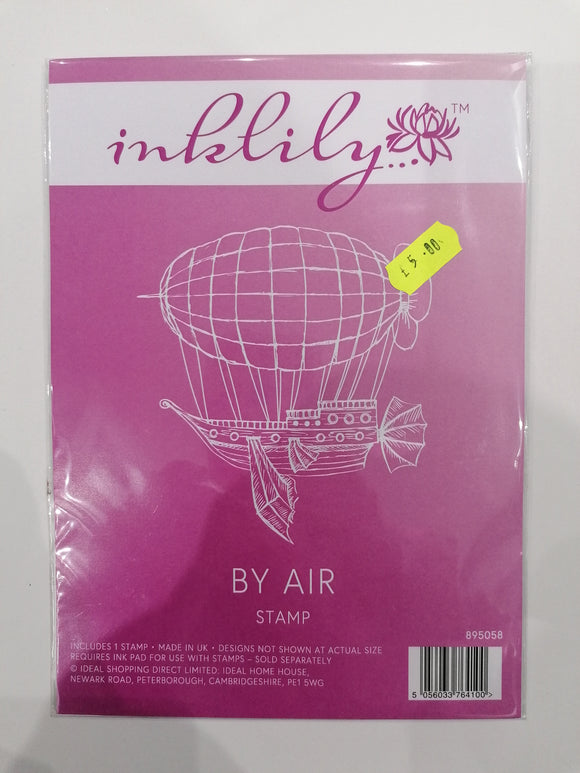 inklily...™
£5.00
BY AIR
STAMP
895058
INCLUDES 1 STAMP • MADE IN UK • DESIGNS NOT SHOWN AT ACTUAL SIZE
REQUIRES INK PAD FOR USE WITH STAMPS – SOLD SEPARATELY
© IDEAL SHOPPING DIRECT LIMITED: IDEAL HOME HOUSE,
NEWARK ROAD, PETERBOROUGH, CAMBRIDGESHIRE, PE1 5WG
5 056033 764100 >